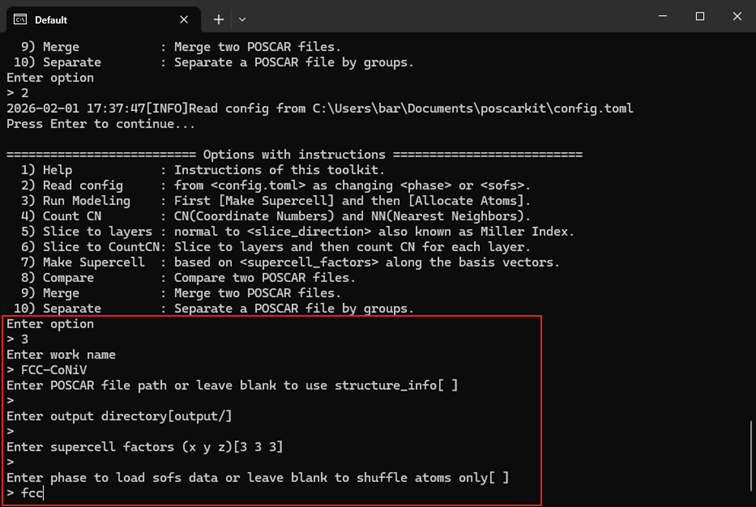 Default
9) Merge           : Merge two POSCAR files.
10) Separate        : Separate a POSCAR file by groups.
Enter option
> 2
2026-02-01 17:37:47[INFO]Read config from C:\Users\bar\Documents\poscarkit\config.toml
Press Enter to continue...
========================== Options with instructions ==========================
1) Help            : Instructions of this toolkit.
2) Read config     : from <config.toml> as changing <phase> or <sofs>.
3) Run Modeling    : First [Make Supercell] and then [Allocate Atoms].
4) Count CN        : CN(Coordinate Numbers) and NN(Nearest Neighbors).
5) Slice to layers : normal to <slice_direction> also known as Miller Index.
6) Slice to CountCN: Slice to layers and then count CN for each layer.
7) Make Supercell  : based on <supercell_factors> along the basis vectors.
8) Compare         : Compare two POSCAR files.
9) Merge           : Merge two POSCAR files.
10) Separate        : Separate a POSCAR file by groups.
Enter option
> 3
Enter work name
> FCC-CoNiV
Enter POSCAR file path or leave blank to use structure_info[ ]
>
Enter output directory[output/]
>
Enter supercell factors (x y z)[3 3 3]
>
Enter phase to load sofs data or leave blank to shuffle atoms only[ ]
> fcc